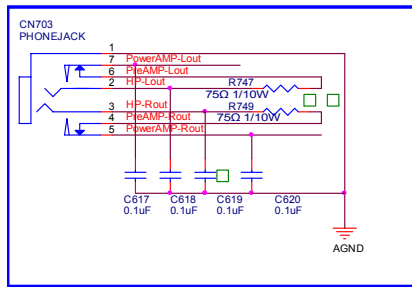 CN703
PHONEJACK
1
7 PowerAMP-Lout
6 PreAMP-Lout
2 HP-Lout
R747
75Ω 1/10W
3 HP-Rout
R749
4 PreAMP-Rout
75Ω 1/10W
5 PowerAMP-Rout
C617 C618 C619 C620
0.1uF 0.1uF 0.1uF 0.1uF
AGND